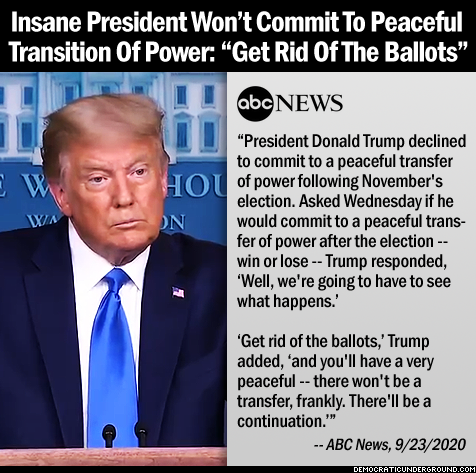 Insane President Won't Commit To Peaceful
Transition Of Power: “Get Rid Of The Ballots”
abc NEWS
“President Donald Trump declined
to commit to a peaceful transfer
of power following November's
election. Asked Wednesday if he
would commit to a peaceful trans-
fer of power after the election --
win or lose -- Trump responded,
‘Well, we're going to have to see
what happens.’
‘Get rid of the ballots,’ Trump
added, ‘and you'll have a very
peaceful -- there won't be a
transfer, frankly. There'll be a
continuation.’”
-- ABC News, 9/23/2020
E W HOU
WA ON
DEMOCRATICUNDERGROUND.COM